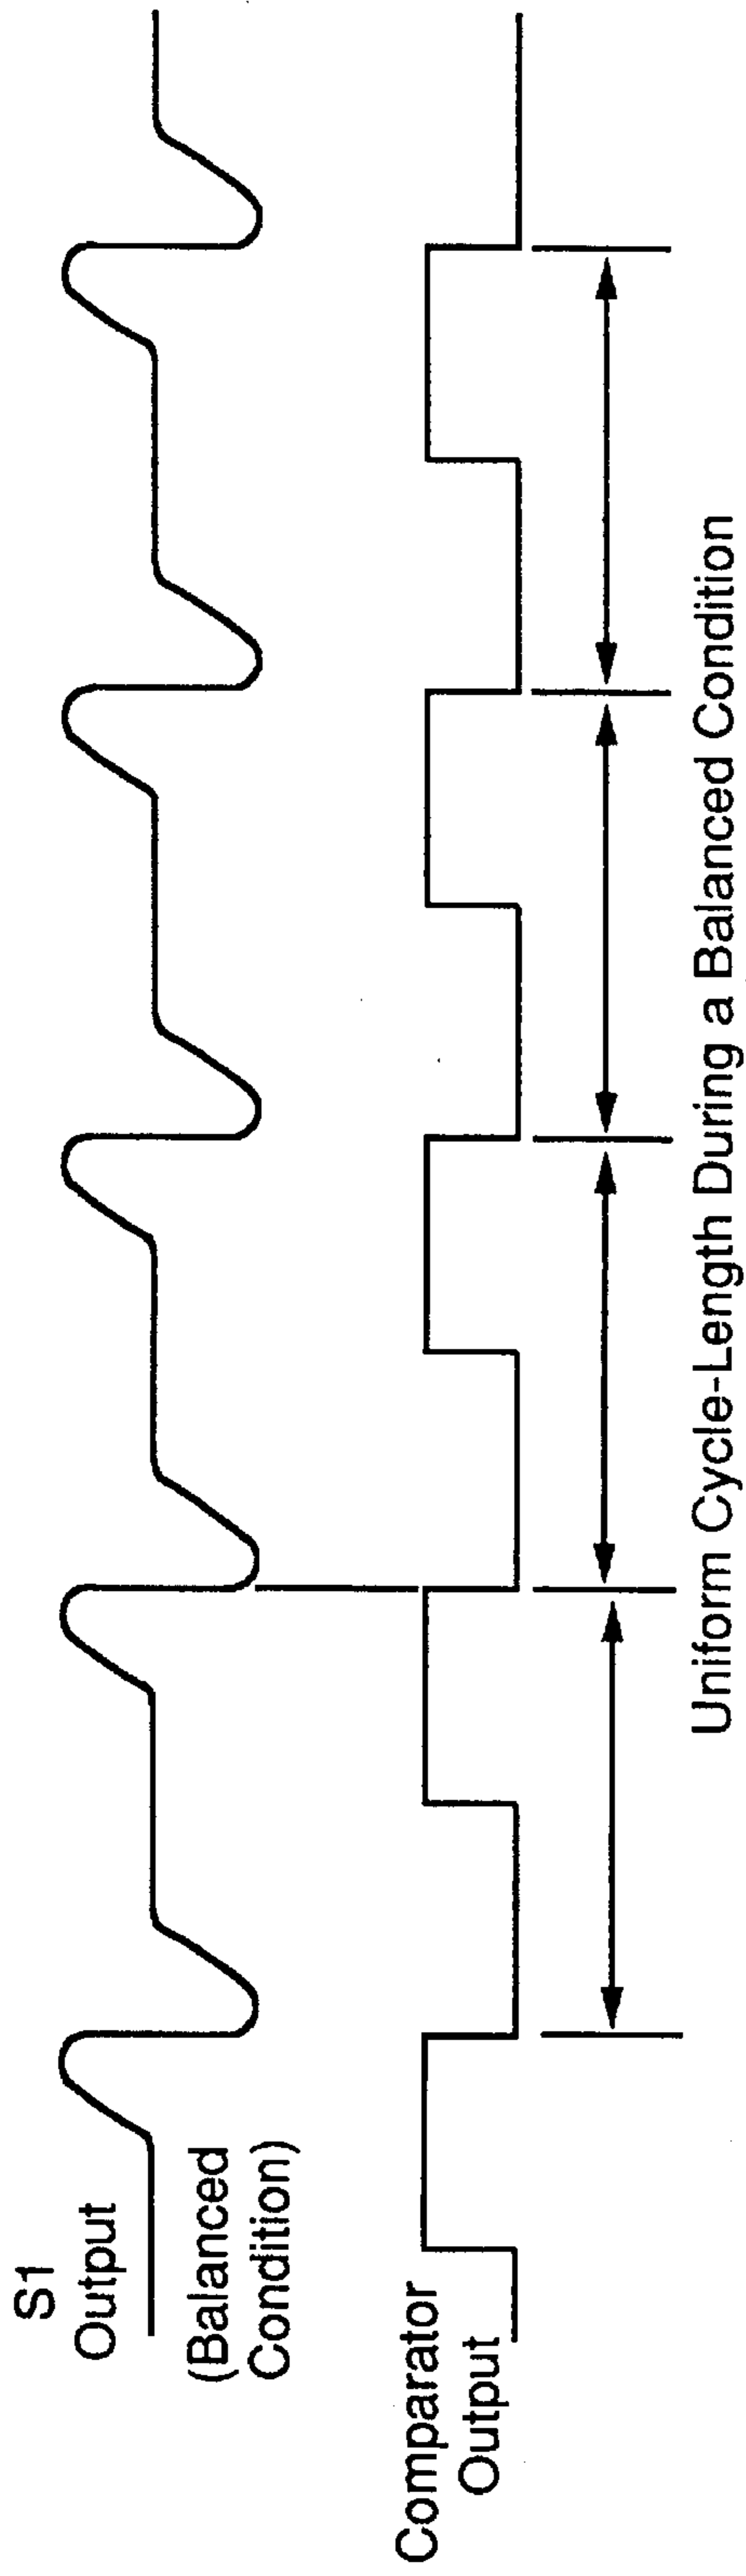 S1
Output
(Balanced
Condition)
Comparator
Output
Uniform Cycle-Length During a Balanced Condition